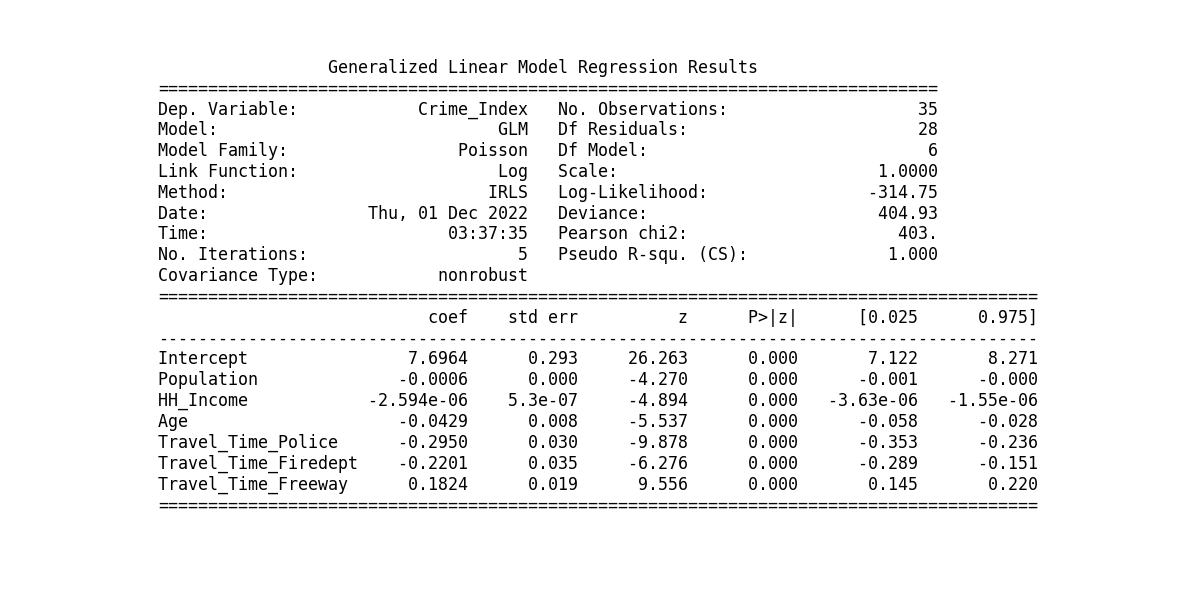 Generalized Linear Model Regression Results
==============================================================================
Dep. Variable:            Crime_Index   No. Observations:                   35
Model:                            GLM   Df Residuals:                       28
Model Family:                 Poisson   Df Model:                            6
Link Function:                    Log   Scale:                          1.0000
Method:                          IRLS   Log-Likelihood:                -314.75
Date:                Thu, 01 Dec 2022   Deviance:                       404.93
Time:                        03:37:35   Pearson chi2:                     403.
No. Iterations:                     5   Pseudo R-squ. (CS):              1.000
Covariance Type:            nonrobust
========================================================================================
                           coef    std err          z      P>|z|      [0.025      0.975]
----------------------------------------------------------------------------------------
Intercept                7.6964      0.293     26.263      0.000       7.122       8.271
Population              -0.0006      0.000     -4.270      0.000      -0.001      -0.000
HH_Income            -2.594e-06    5.3e-07     -4.894      0.000   -3.63e-06   -1.55e-06
Age                     -0.0429      0.008     -5.537      0.000      -0.058      -0.028
Travel_Time_Police      -0.2950      0.030     -9.878      0.000      -0.353      -0.236
Travel_Time_Firedept    -0.2201      0.035     -6.276      0.000      -0.289      -0.151
Travel_Time_Freeway      0.1824      0.019      9.556      0.000       0.145       0.220
========================================================================================